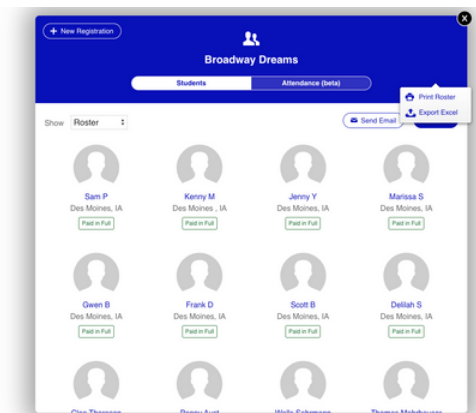 X
+ New Registration
Broadway Dreams
Students
Attendance (beta)
Print Roster
Export Excel
Show
Roster
Send Email
Sam P
Kenny M
Jenny Y
Marissa S
Des Moines, IA
Des Moines , IA
Des Moines, IA
Des Moines, IA
Paid in Full
Paid in Full
Paid in Full
Paid in Full
Gwen B
Frank D
Scott B
Delilah S
Des Moines, IA
Des Moines, IA
Des Moines, IA
Des Moines, IA
Paid in Full
Paid in Full
Paid in Full
Paid in Full